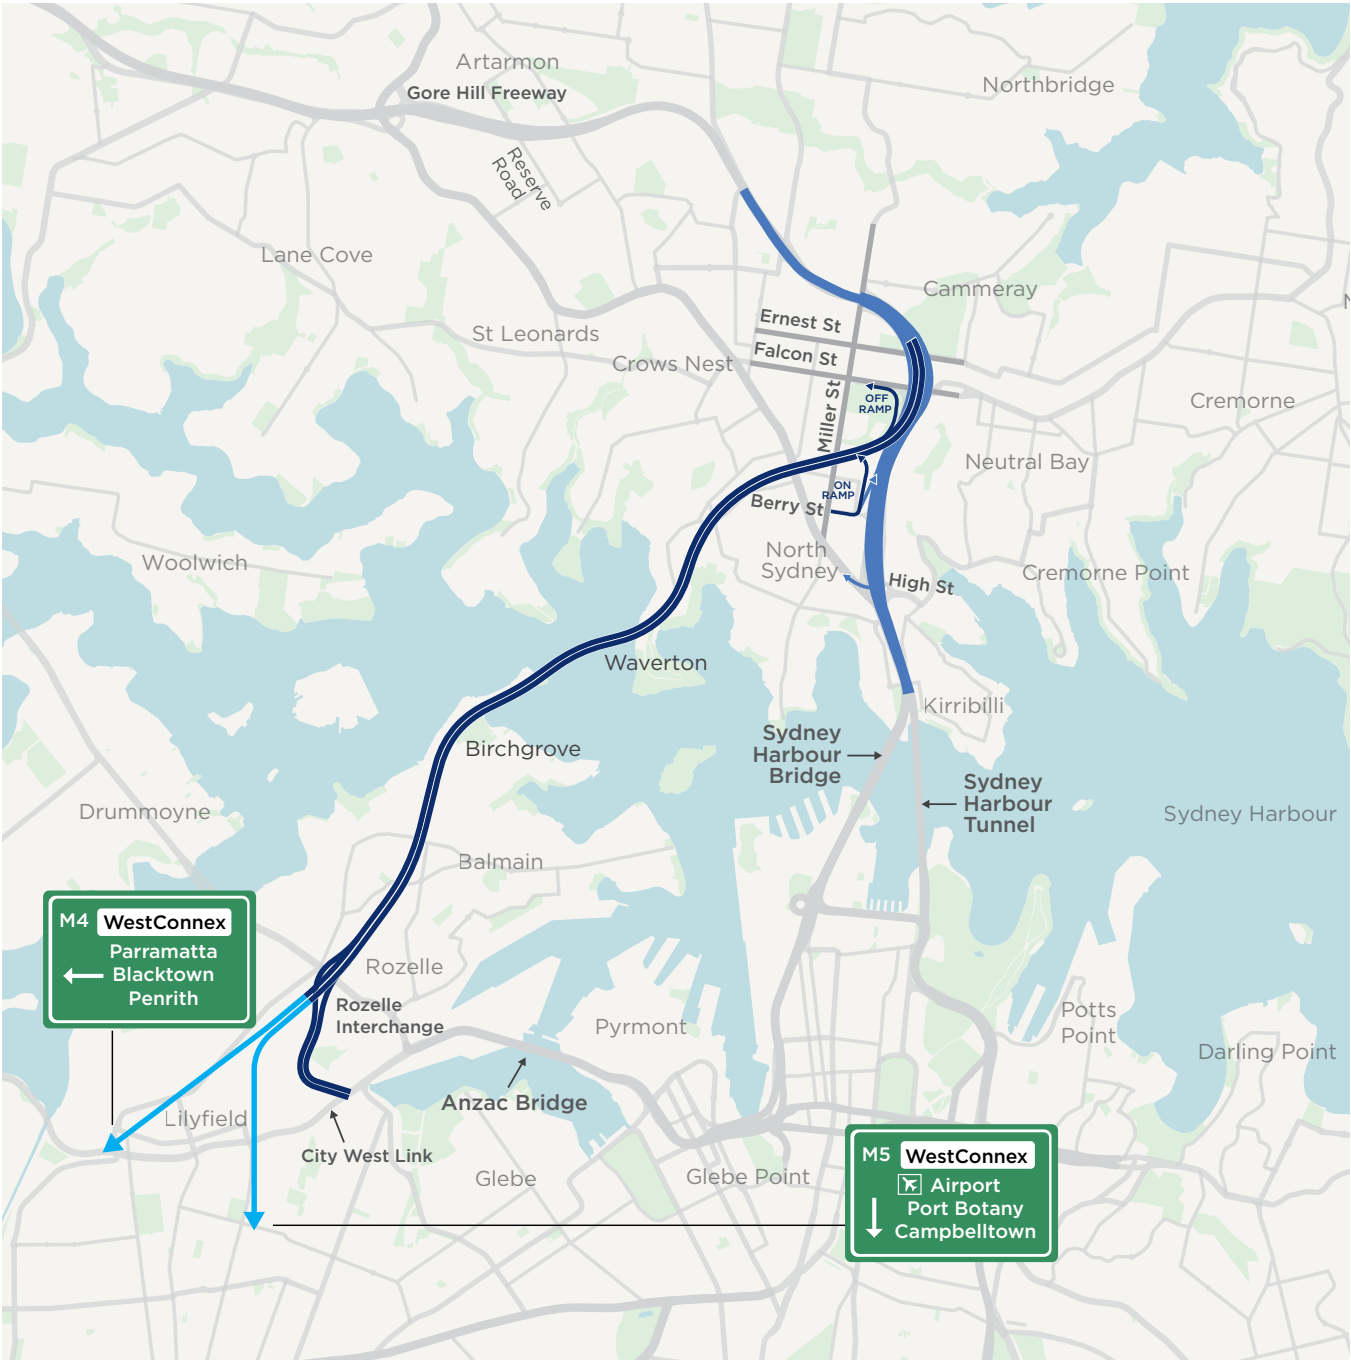 Artarmon
Northbridge
Gore Hill Freeway
Reserve
Road
Lane Cove
Cammeray
Ernest St
St Leonards
Falcon St
Crows Nest
Miller St
OFF
RAMP
Cremorne
Neutral Bay
ON
RAMP
Berry St
North
Sydney
Woolwich
High St
Cremorne Point
Waverton
Kirribilli
Sydney
Harbour
Bridge
Birchgrove
Sydney
Harbour
Tunnel
Drummoyne
Sydney Harbour
Balmain
M4 WestConnex
Parramatta
Blacktown
Penrith
Rozelle
Rozelle
Interchange
Pyrmont
Potts
Point
Darling Point
Anzac Bridge
Lilyfield
City West Link
Glebe
Glebe Point
M5 WestConnex
Airport
Port Botany
Campbelltown